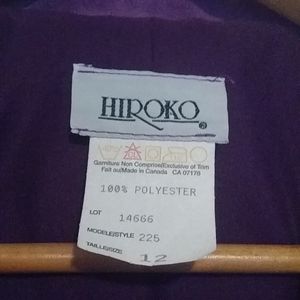 HIROKO
Garniture Non Comprise/Exclusive of Trim
Fait au/Made in Canada CA 07178
100% POLYESTER
LOT 14666
MODELE/STYLE 225
TAILLE/SIZE 12